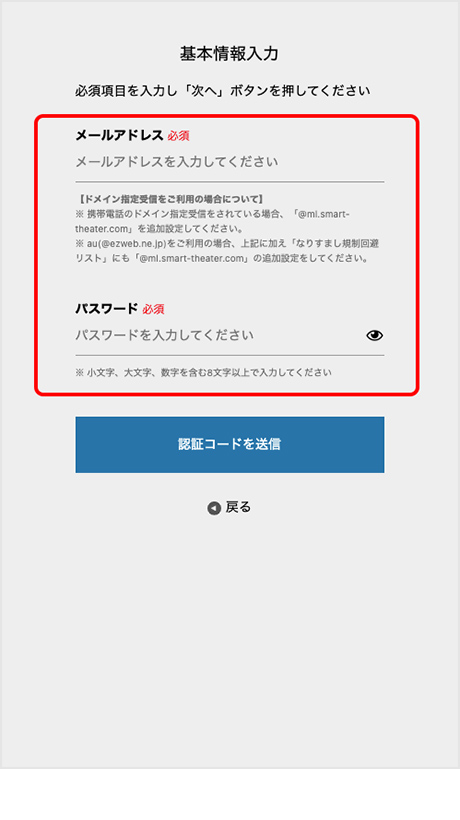 基本情報入力
必須項目を入力し「次へ」ボタンを押してください
メールアドレス 必須
メールアドレスを入力してください
【ドメイン指定受信をご利用の場合について】
※ 携帯電話のドメイン指定受信をされている場合、「@ml.smart-
theater.com」を追加設定してください。
※ au(@ezweb.ne.jp)をご利用の場合、上記に加え「なりすまし規制回避
リスト」にも「@ml.smart-theater.com」の追加設定をしてください。
パスワード 必須
パスワードを入力してください
※ 小文字、大文字、数字を含む8文字以上で入力してください
認証コードを送信
戻る